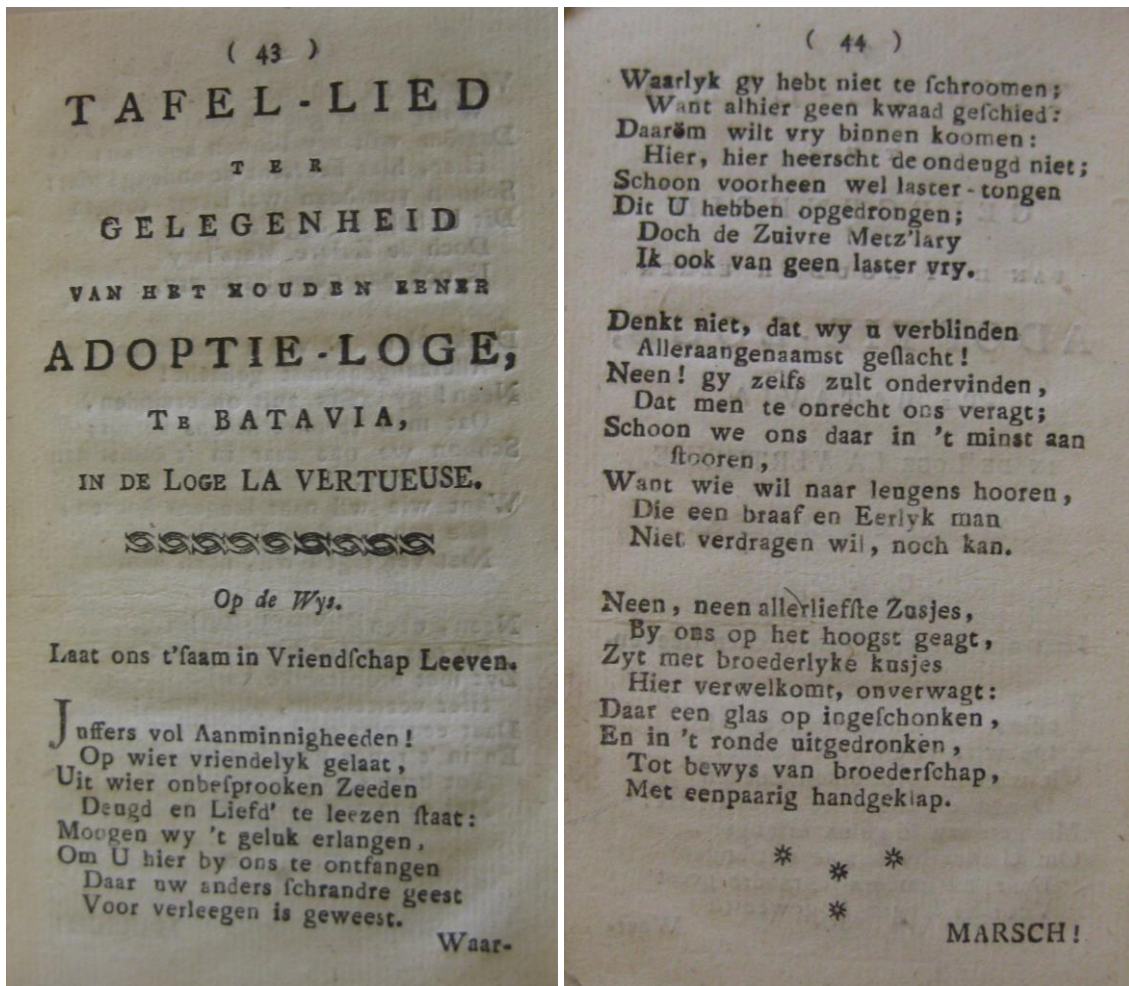 ( 43 )
TAFEL-LIED
TER
GELEGENHEID
VAN HET HOUDEN EENER
ADOPTIE-LOGE,
TE BATAVIA,
IN DE LOGE LA VERTUEUSE.
Op de Wys.
Laat ons t'ſaam in Vriendſchap Leeven.
Juffers vol Aanminnigheeden!
Op wier vriendelyk gelaat,
Uit wier onbeſprooken Zeeden
Deugd en Liefd' te leezen ſtaat:
Moogen wy 't geluk erlangen,
Om U hier by ons te ontfangen
Daar uw anders ſchrandre geest
Voor verleegen is geweest.
Waar-
( 44 )
Waarlyk gy hebt niet te ſchroomen;
Want alhier geen kwaad geſchied:
Daarom wilt vry binnen koomen:
Hier, hier heerscht de ondeugd niet;
Schoon voorheen wel laster-tongen
Dit U hebben opgedrongen;
Doch de Zuivre Metz'lary
Ik ook van geen laster vry.
Denkt niet, dat wy u verblinden
Alleraangenaamst geſlacht!
Neen! gy zelfs zult ondervinden,
Dat men te onrecht ons veragt;
Schoon we ons daar in 't minst aan
ſtooren,
Want wie wil naar leugens hooren,
Die een braaf en Eerlyk man
Niet verdragen wil, noch kan.
Neen, neen allerliefſte Zusjes,
By ons op het hoogst geagt,
Zyt met broederlyke kusjes
Hier verwelkomt, onverwagt:
Daar een glas op ingeſchonken,
En in 't ronde uitgedronken,
Tot bewys van broederſchap,
Met eenpaarig handgeklap.
MARSCH!